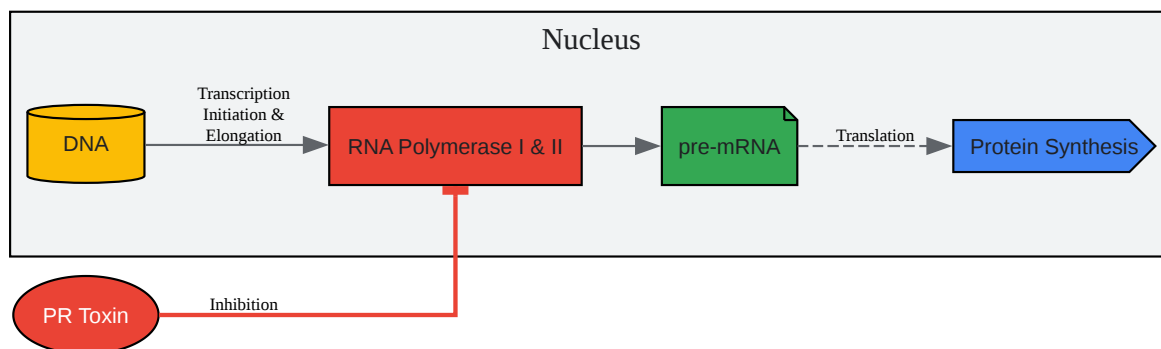 Nucleus
Transcription
Initiation &
Elongation
DNA
RNA Polymerase I & II
pre-mRNA
Translation
Protein Synthesis
PR Toxin
Inhibition